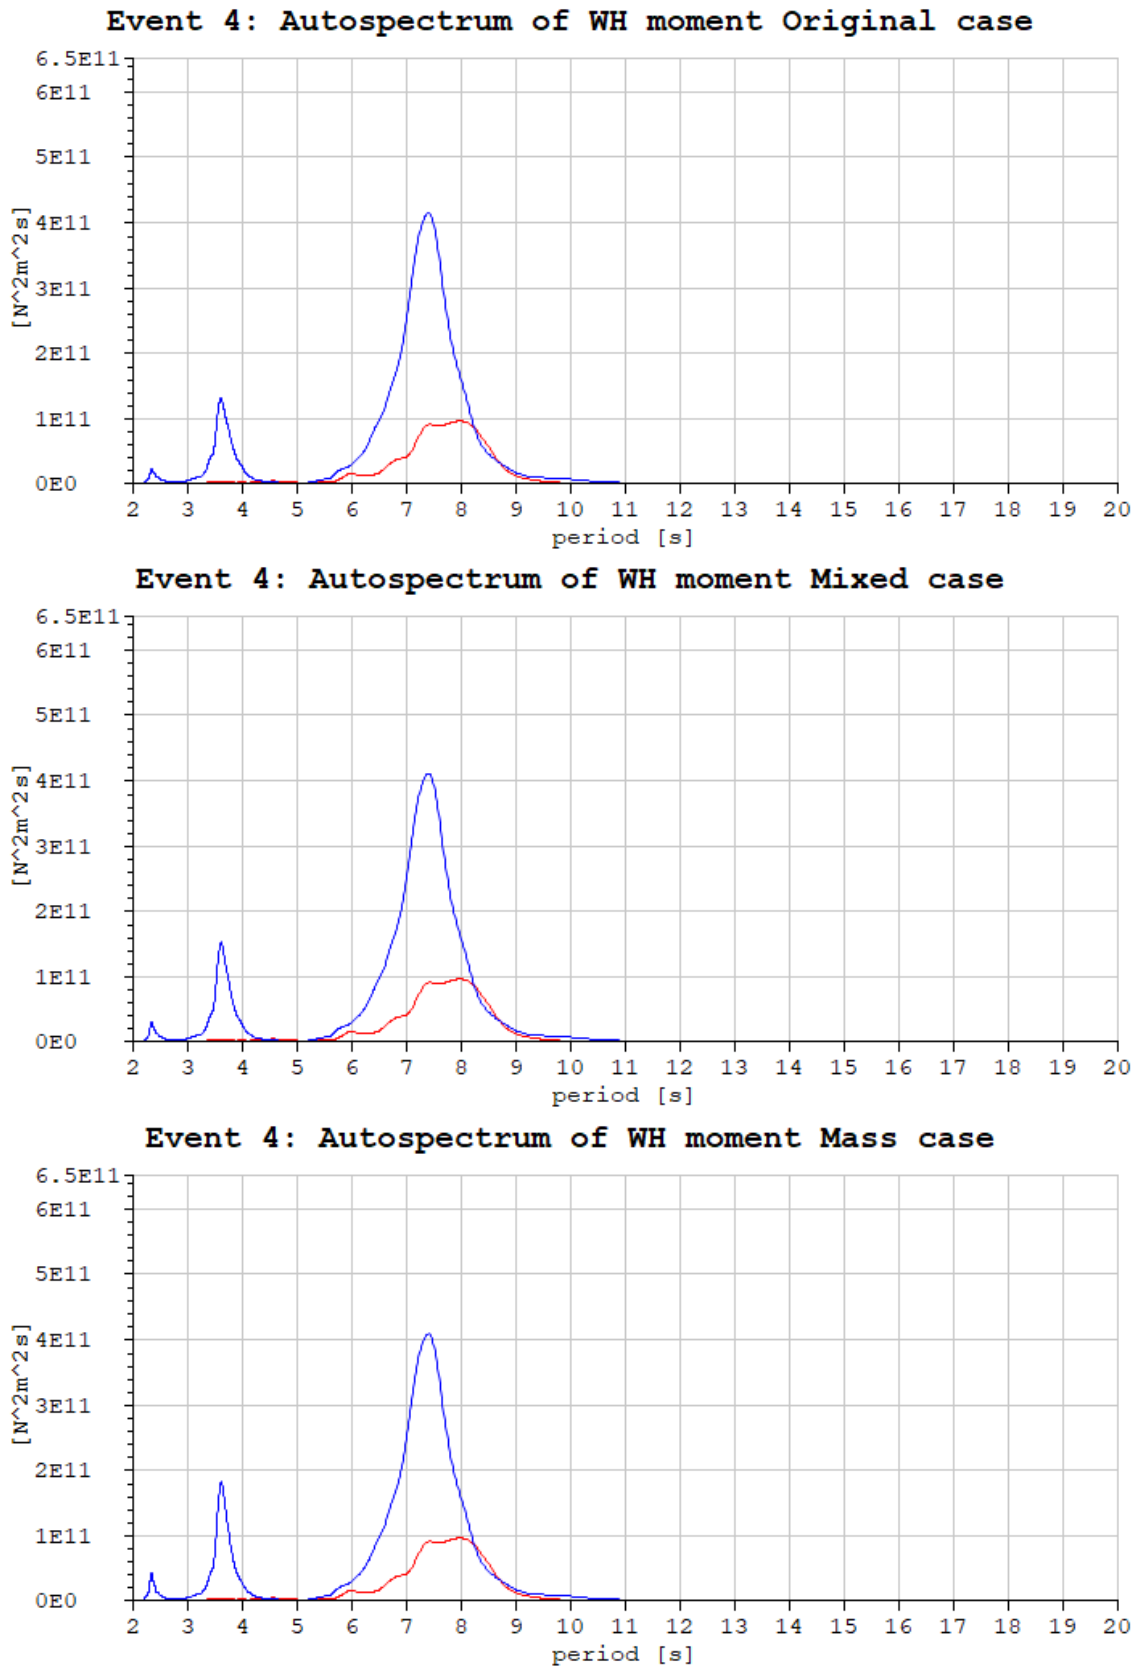 Event 4: Autospectrum of WH moment Original case
6.5E11
6E11
5E11
4E11
3E11
2E11
1E11
0E0
[N^2m^2s]
2 3 4 5 6 7 8 9 10 11 12 13 14 15 16 17 18 19 20
period [s]
Event 4: Autospectrum of WH moment Mixed case
6.5E11
6E11
5E11
4E11
3E11
2E11
1E11
0E0
[N^2m^2s]
2 3 4 5 6 7 8 9 10 11 12 13 14 15 16 17 18 19 20
period [s]
Event 4: Autospectrum of WH moment Mass case
6.5E11
6E11
5E11
4E11
3E11
2E11
1E11
0E0
[N^2m^2s]
2 3 4 5 6 7 8 9 10 11 12 13 14 15 16 17 18 19 20
period [s]